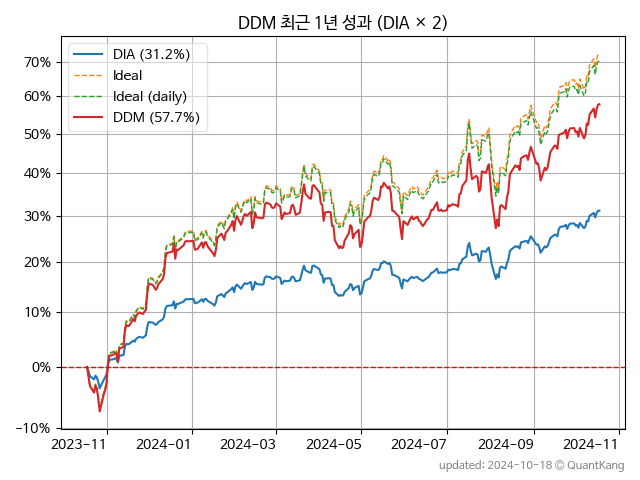 DDM 최근 1년 성과 (DIA × 2)
DIA (31.2%)
Ideal
Ideal (daily)
DDM (57.7%)
70%
60%
50%
40%
30%
20%
10%
0%
−10%
2023-11 2024-01 2024-03 2024-05 2024-07 2024-09 2024-11
updated: 2024-10-18 © QuantKang